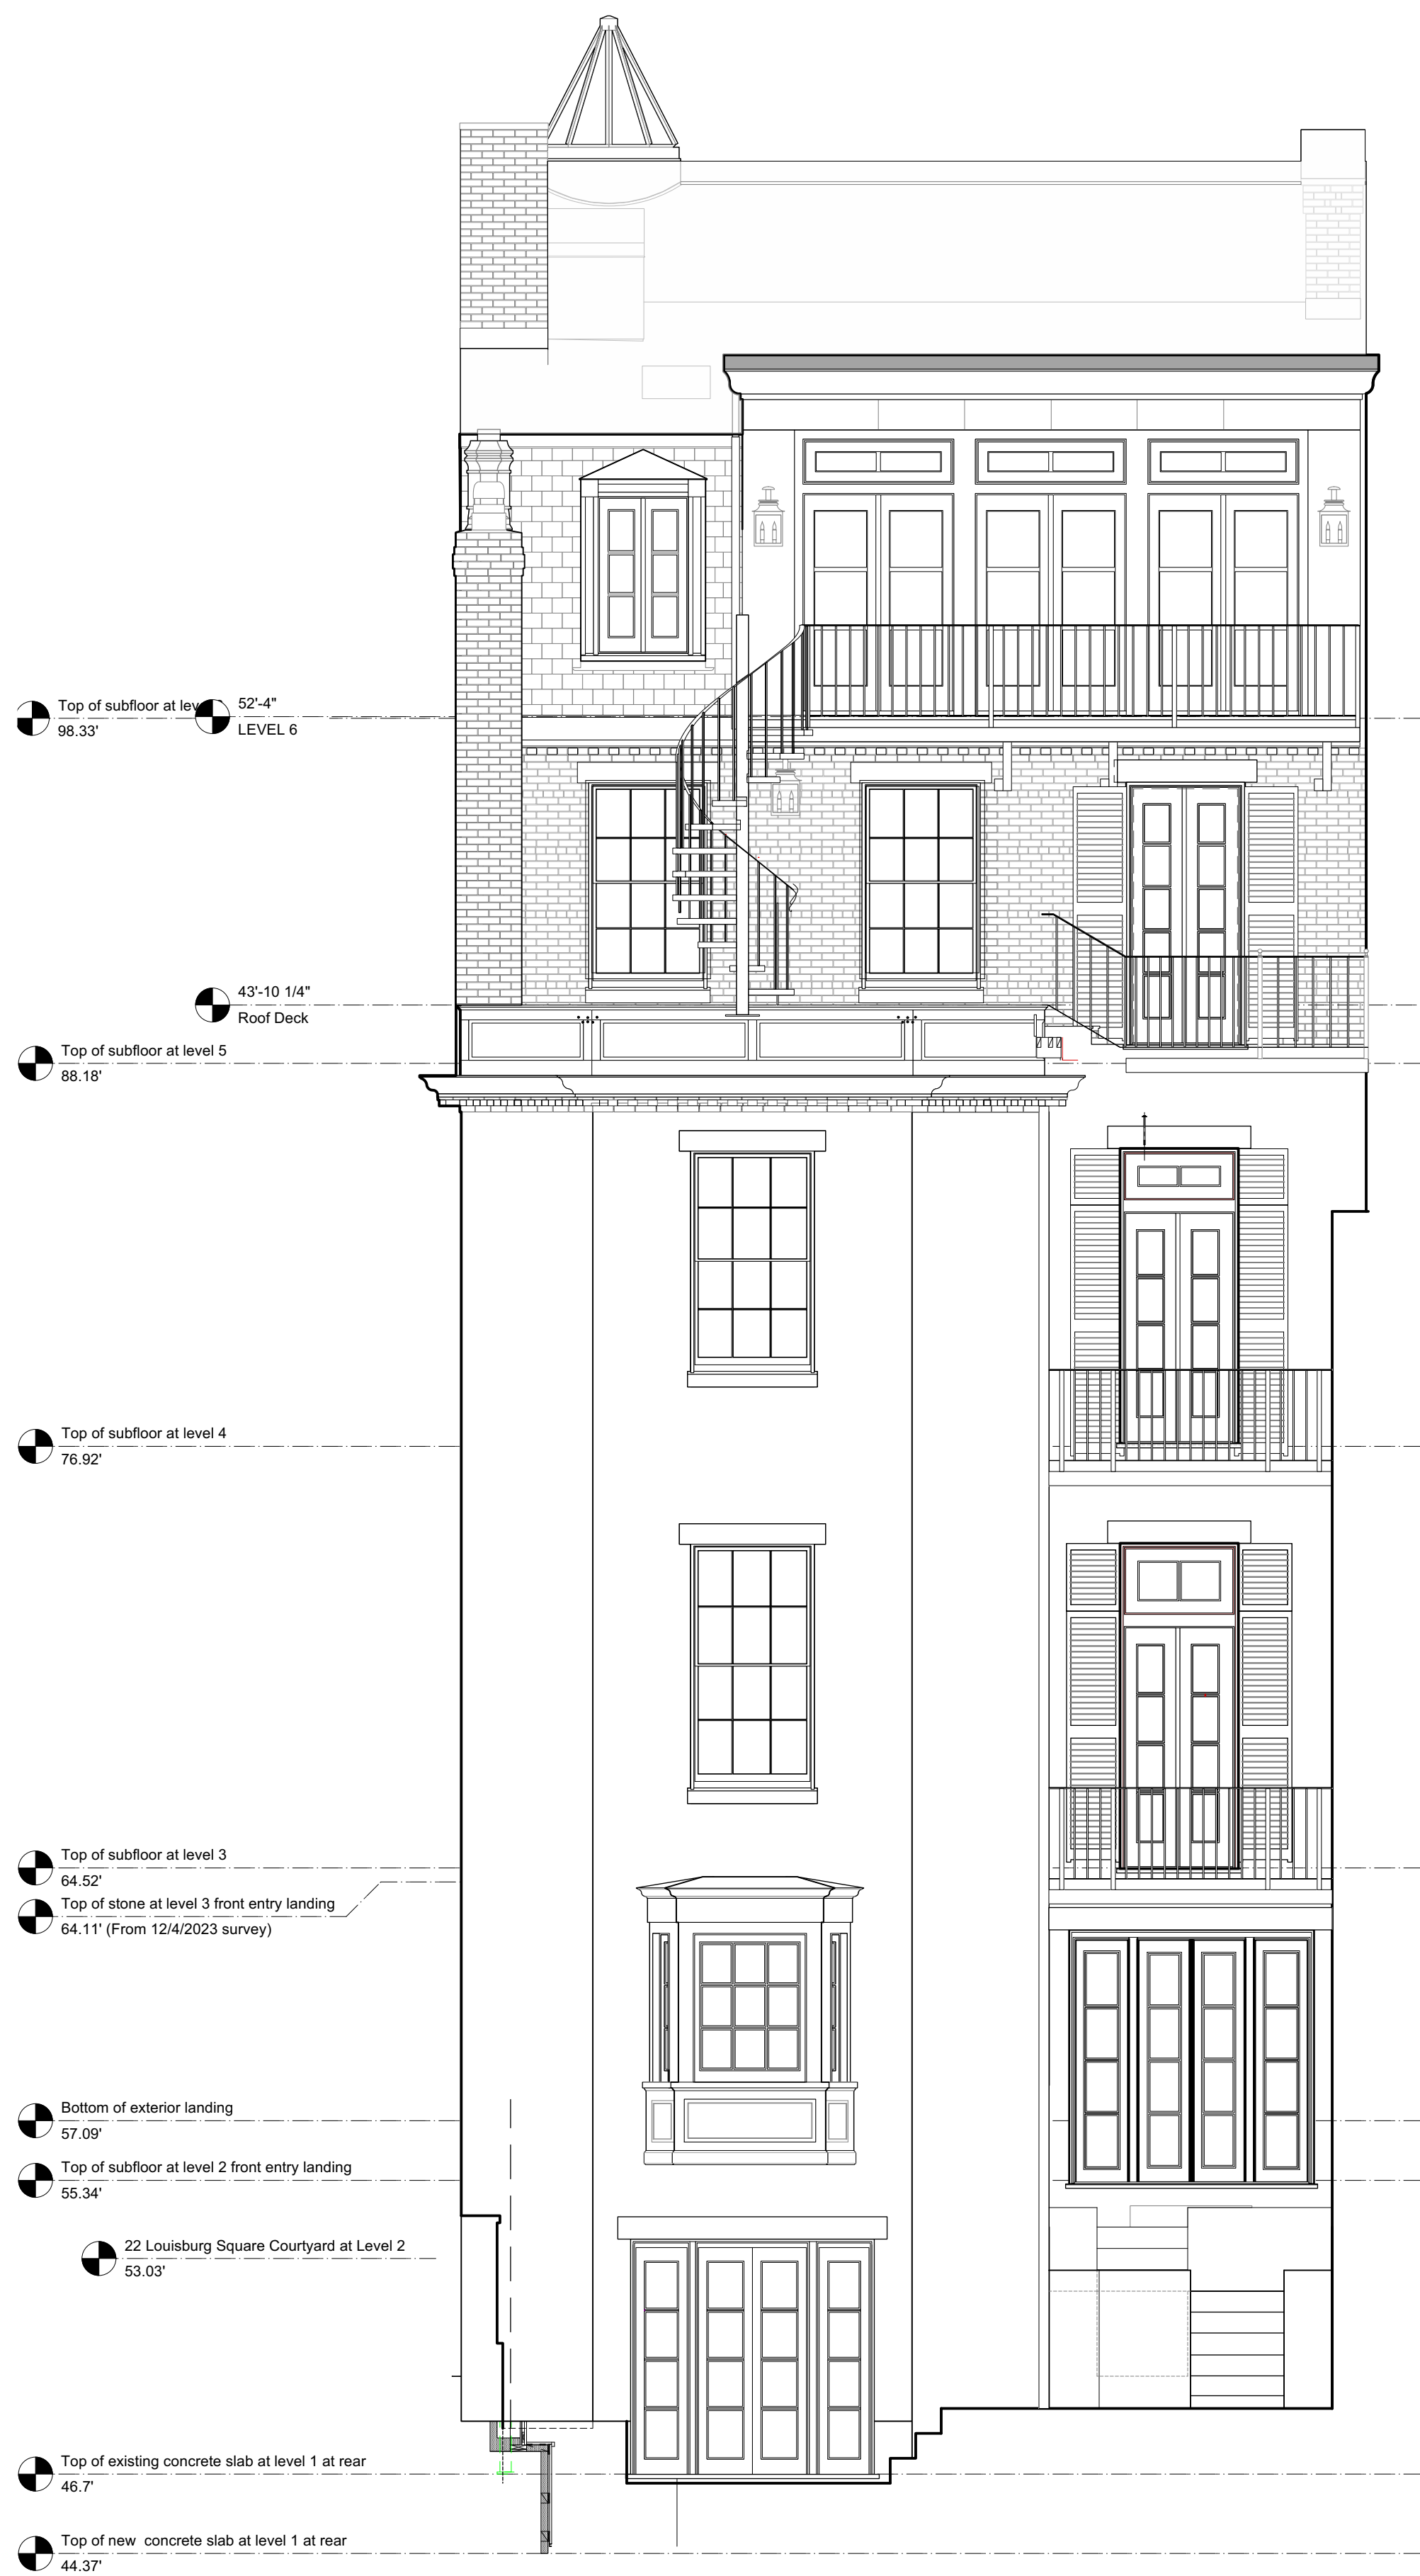 Top of subfloor at lev
98.33'
52'-4"
LEVEL 6
43'-10 1/4"
Roof Deck
Top of subfloor at level 5
88.18'
Top of subfloor at level 4
76.92'
Top of subfloor at level 3
64.52'
Top of stone at level 3 front entry landing
64.11' (From 12/4/2023 survey)
Bottom of exterior landing
57.09'
Top of subfloor at level 2 front entry landing
55.34'
22 Louisburg Square Courtyard at Level 2
53.03'
Top of existing concrete slab at level 1 at rear
46.7'
Top of new concrete slab at level 1 at rear
44.37'